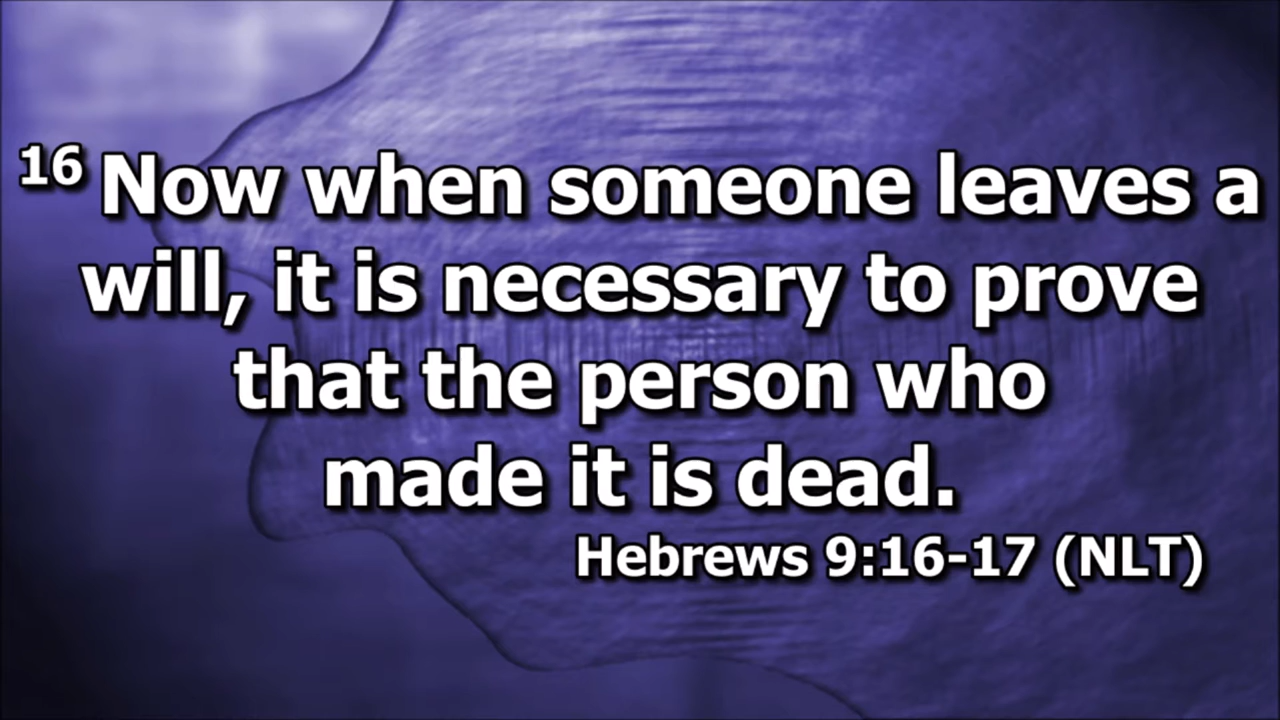 16 Now when someone leaves a
will, it is necessary to prove
that the person who
made it is dead.
Hebrews 9:16-17 (NLT)